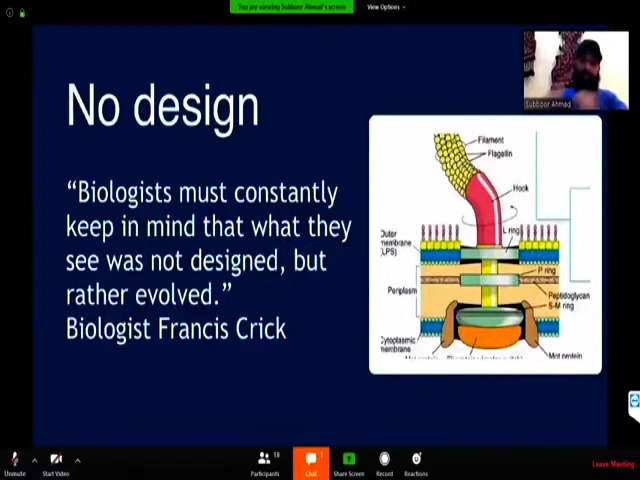 You are viewing Subboor Ahmad's screen
View Options
No design
Subboor Ahmad
"Biologists must constantly
keep in mind that what they
see was not designed, but
rather evolved."
Biologist Francis Crick
Filament
Flagellin
Hook
L ring
Outer
membrane
(LPS)
P ring
Periplasm
Peptidoglycan
S-M ring
Cytoplasmic
membrane
Mot protein
Unmute
Start Video
18
Participants
1
Chat
Share Screen
Record
Reactions
Leave Meeting